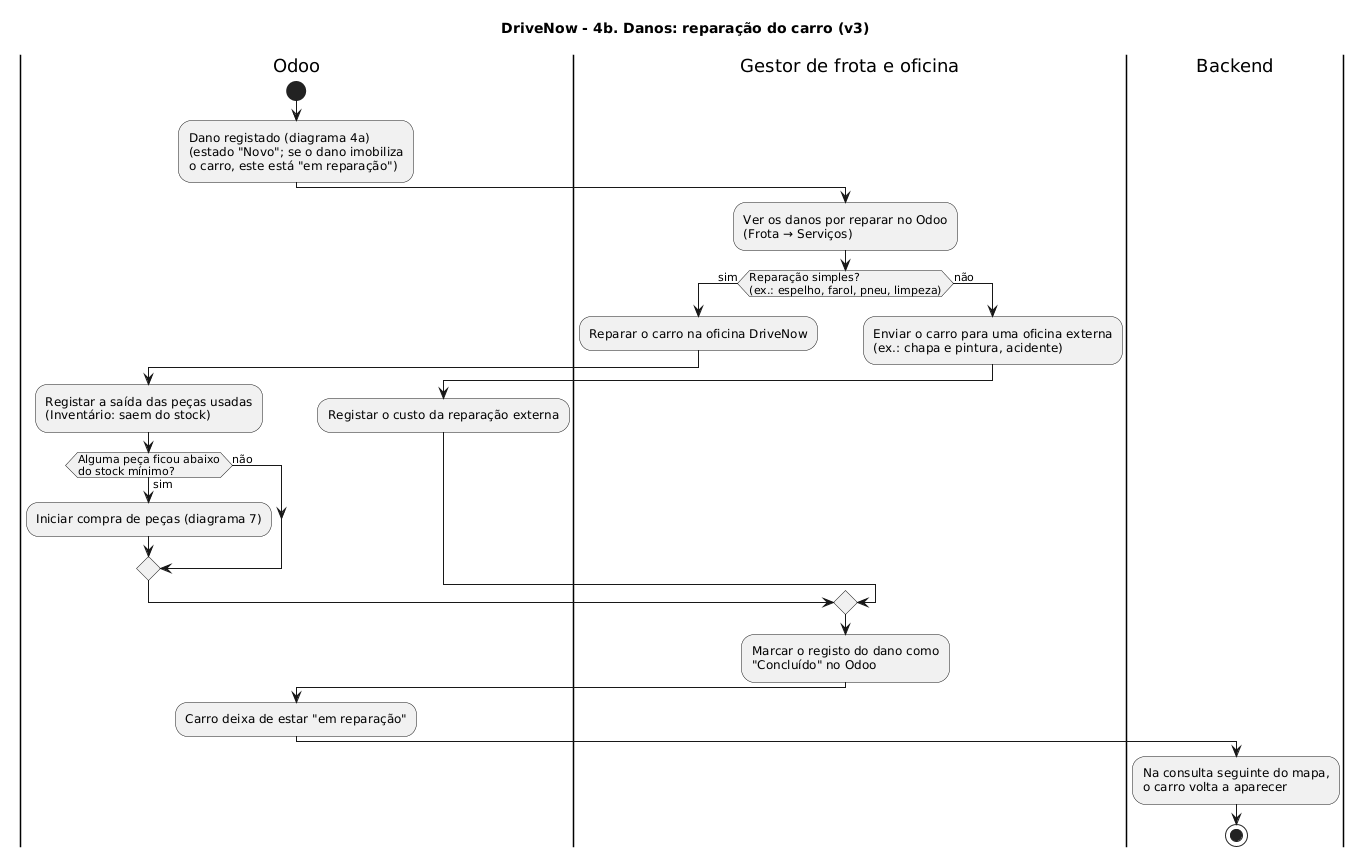 DriveNow - 4b. Danos: reparação do carro (v3)
Odoo
Gestor de frota e oficina
Backend
Dano registado (diagrama 4a)
(estado "Novo"; se o dano imobiliza
o carro, este está "em reparação")
Ver os danos por reparar no Odoo
(Frota → Serviços)
sim
Reparação simples?
(ex.: espelho, farol, pneu, limpeza)
não
Reparar o carro na oficina DriveNow
Enviar o carro para uma oficina externa
(ex.: chapa e pintura, acidente)
Registar a saída das peças usadas
(Inventário: saem do stock)
Registar o custo da reparação externa
Alguma peça ficou abaixo
do stock mínimo?
não
sim
Iniciar compra de peças (diagrama 7)
Marcar o registo do dano como
"Concluído" no Odoo
Carro deixa de estar "em reparação"
Na consulta seguinte do mapa,
o carro volta a aparecer